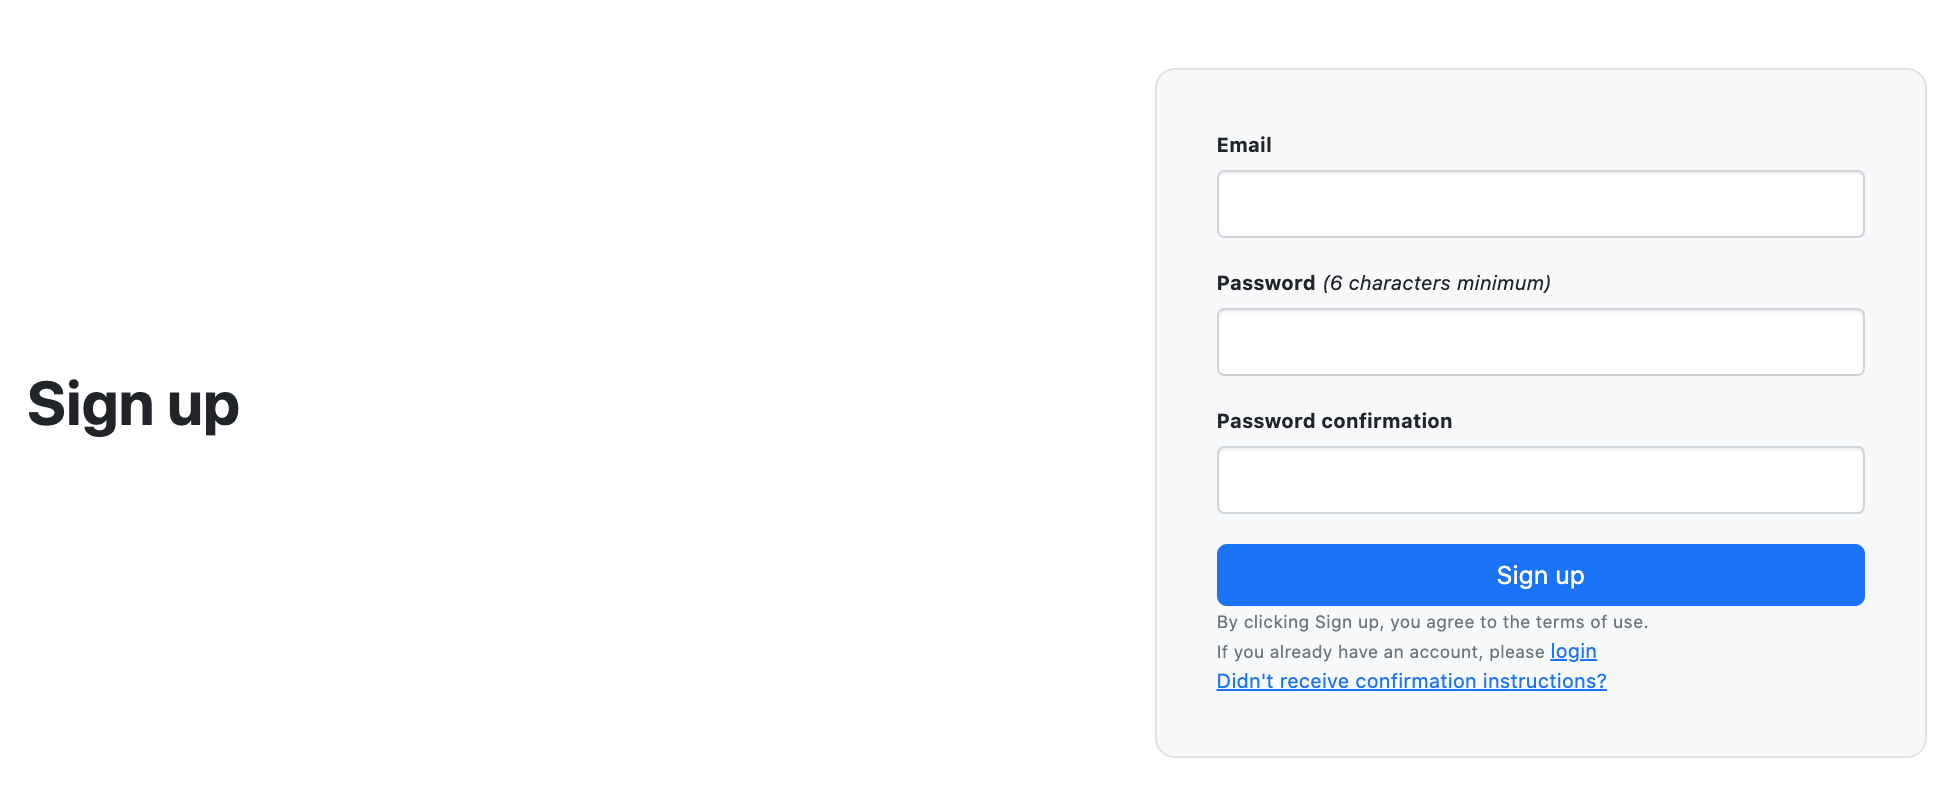 Sign up
Email
Password (6 characters minimum)
Password confirmation
Sign up
By clicking Sign up, you agree to the terms of use.
If you already have an account, please login
Didn't receive confirmation instructions?